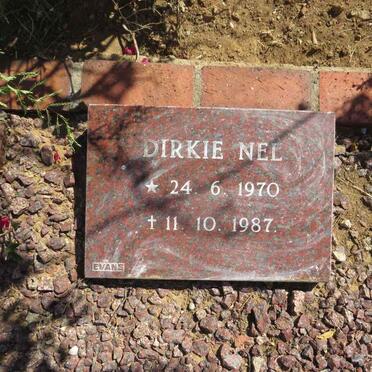 DIRKIE NEL
★ 24. 6. 1970
✝ 11. 10. 1987.
EVANS